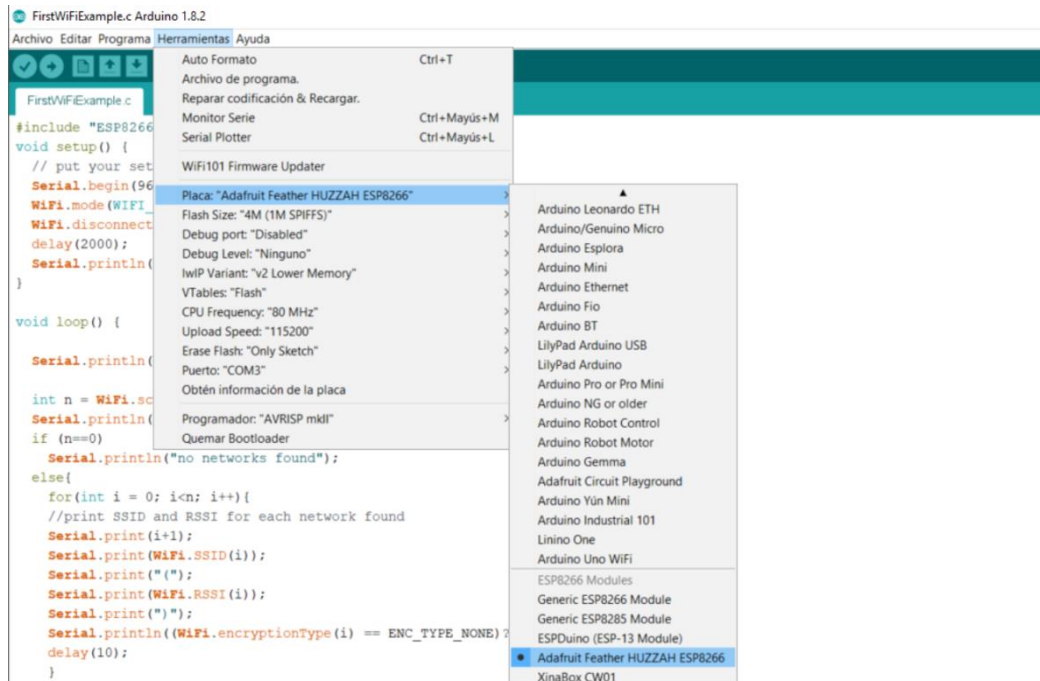 FirstWiFiExample.c Arduino 1.8.2
Archivo Editar Programa Herramientas Ayuda
FirstWiFiExample.c
Auto Formato Ctrl+T
Archivo de programa.
Reparar codificación & Recargar.
Monitor Serie Ctrl+Mayús+M
Serial Plotter Ctrl+Mayús+L
WiFi101 Firmware Updater
Placa: "Adafruit Feather HUZZAH ESP8266"
Flash Size: "4M (1M SPIFFS)"
Debug port: "Disabled"
Debug Level: "Ninguno"
lwIP Variant: "v2 Lower Memory"
VTables: "Flash"
CPU Frequency: "80 MHz"
Upload Speed: "115200"
Erase Flash: "Only Sketch"
Puerto: "COM3"
Obtén información de la placa
Programador: "AVRISP mkII"
Quemar Bootloader
Arduino Leonardo ETH
Arduino/Genuino Micro
Arduino Esplora
Arduino Mini
Arduino Ethernet
Arduino Fio
Arduino BT
LilyPad Arduino USB
LilyPad Arduino
Arduino Pro or Pro Mini
Arduino NG or older
Arduino Robot Control
Arduino Robot Motor
Arduino Gemma
Adafruit Circuit Playground
Arduino Yún Mini
Arduino Industrial 101
Linino One
Arduino Uno WiFi
ESP8266 Modules
Generic ESP8266 Module
Generic ESP8285 Module
ESPDuino (ESP-13 Module)
Adafruit Feather HUZZAH ESP8266
XinaBox CW01
#include "ESP8266
void setup() {
// put your set
Serial.begin(96
WiFi.mode(WIFI_
WiFi.disconnect
delay(2000);
Serial.println(
}
void loop() {
Serial.println(
int n = WiFi.sc
Serial.println(
if (n==0)
Serial.println("no networks found");
else{
for(int i = 0; i<n; i++){
//print SSID and RSSI for each network found
Serial.print(i+1);
Serial.print(WiFi.SSID(i));
Serial.print("(");
Serial.print(WiFi.RSSI(i));
Serial.print(")");
Serial.println((WiFi.encryptionType(i) == ENC_TYPE_NONE)?
delay(10);
}